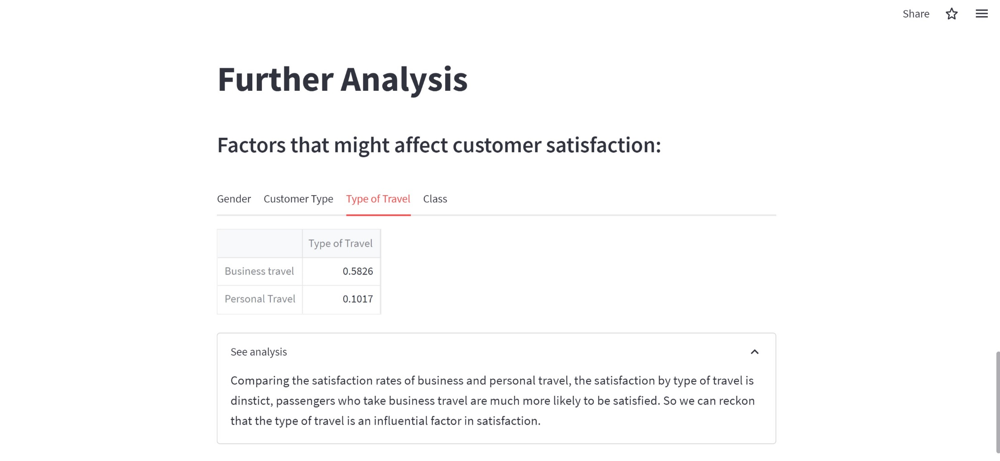 Share
Further Analysis
Factors that might affect customer satisfaction:
Gender Customer Type Type of Travel Class
Type of Travel
Business travel 0.5826
Personal Travel 0.1017
See analysis
Comparing the satisfaction rates of business and personal travel, the satisfaction by type of travel is
dinstict, passengers who take business travel are much more likely to be satisfied. So we can reckon
that the type of travel is an influential factor in satisfaction.